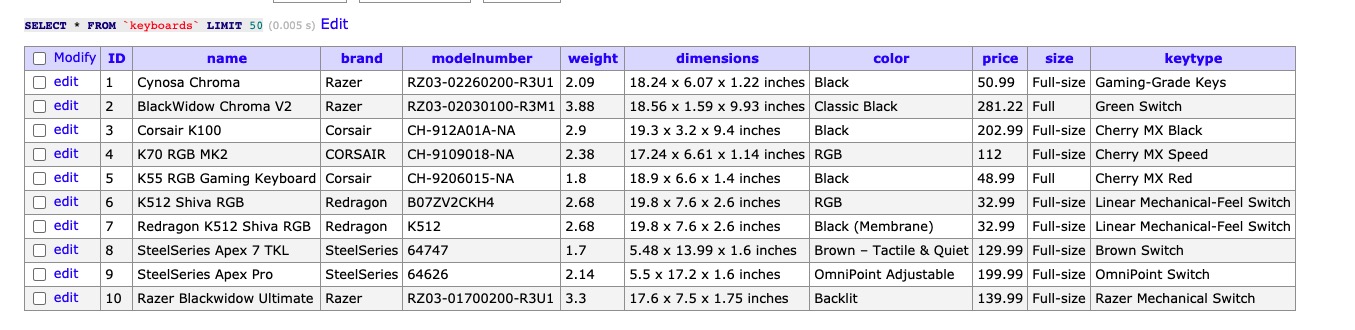 SELECT * FROM `keyboards` LIMIT 50 (0.005 s) Edit
Modify ID name brand modelnumber weight dimensions color price size keytype
edit 1 Cynosa Chroma Razer RZ03-02260200-R3U1 2.09 18.24 x 6.07 x 1.22 inches Black 50.99 Full-size Gaming-Grade Keys
edit 2 BlackWidow Chroma V2 Razer RZ03-02030100-R3M1 3.88 18.56 x 1.59 x 9.93 inches Classic Black 281.22 Full Green Switch
edit 3 Corsair K100 Corsair CH-912A01A-NA 2.9 19.3 x 3.2 x 9.4 inches Black 202.99 Full-size Cherry MX Black
edit 4 K70 RGB MK2 CORSAIR CH-9109018-NA 2.38 17.24 x 6.61 x 1.14 inches RGB 112 Full-size Cherry MX Speed
edit 5 K55 RGB Gaming Keyboard Corsair CH-9206015-NA 1.8 18.9 x 6.6 x 1.4 inches Black 48.99 Full Cherry MX Red
edit 6 K512 Shiva RGB Redragon B07ZV2CKH4 2.68 19.8 x 7.6 x 2.6 inches RGB 32.99 Full-size Linear Mechanical-Feel Switch
edit 7 Redragon K512 Shiva RGB Redragon K512 2.68 19.8 x 7.6 x 2.6 inches Black (Membrane) 32.99 Full-size Linear Mechanical-Feel Switch
edit 8 SteelSeries Apex 7 TKL SteelSeries 64747 1.7 5.48 x 13.99 x 1.6 inches Brown – Tactile & Quiet 129.99 Full-size Brown Switch
edit 9 SteelSeries Apex Pro SteelSeries 64626 2.14 5.5 x 17.2 x 1.6 inches OmniPoint Adjustable 199.99 Full-size OmniPoint Switch
edit 10 Razer Blackwidow Ultimate Razer RZ03-01700200-R3U1 3.3 17.6 x 7.5 x 1.75 inches Backlit 139.99 Full-size Razer Mechanical Switch